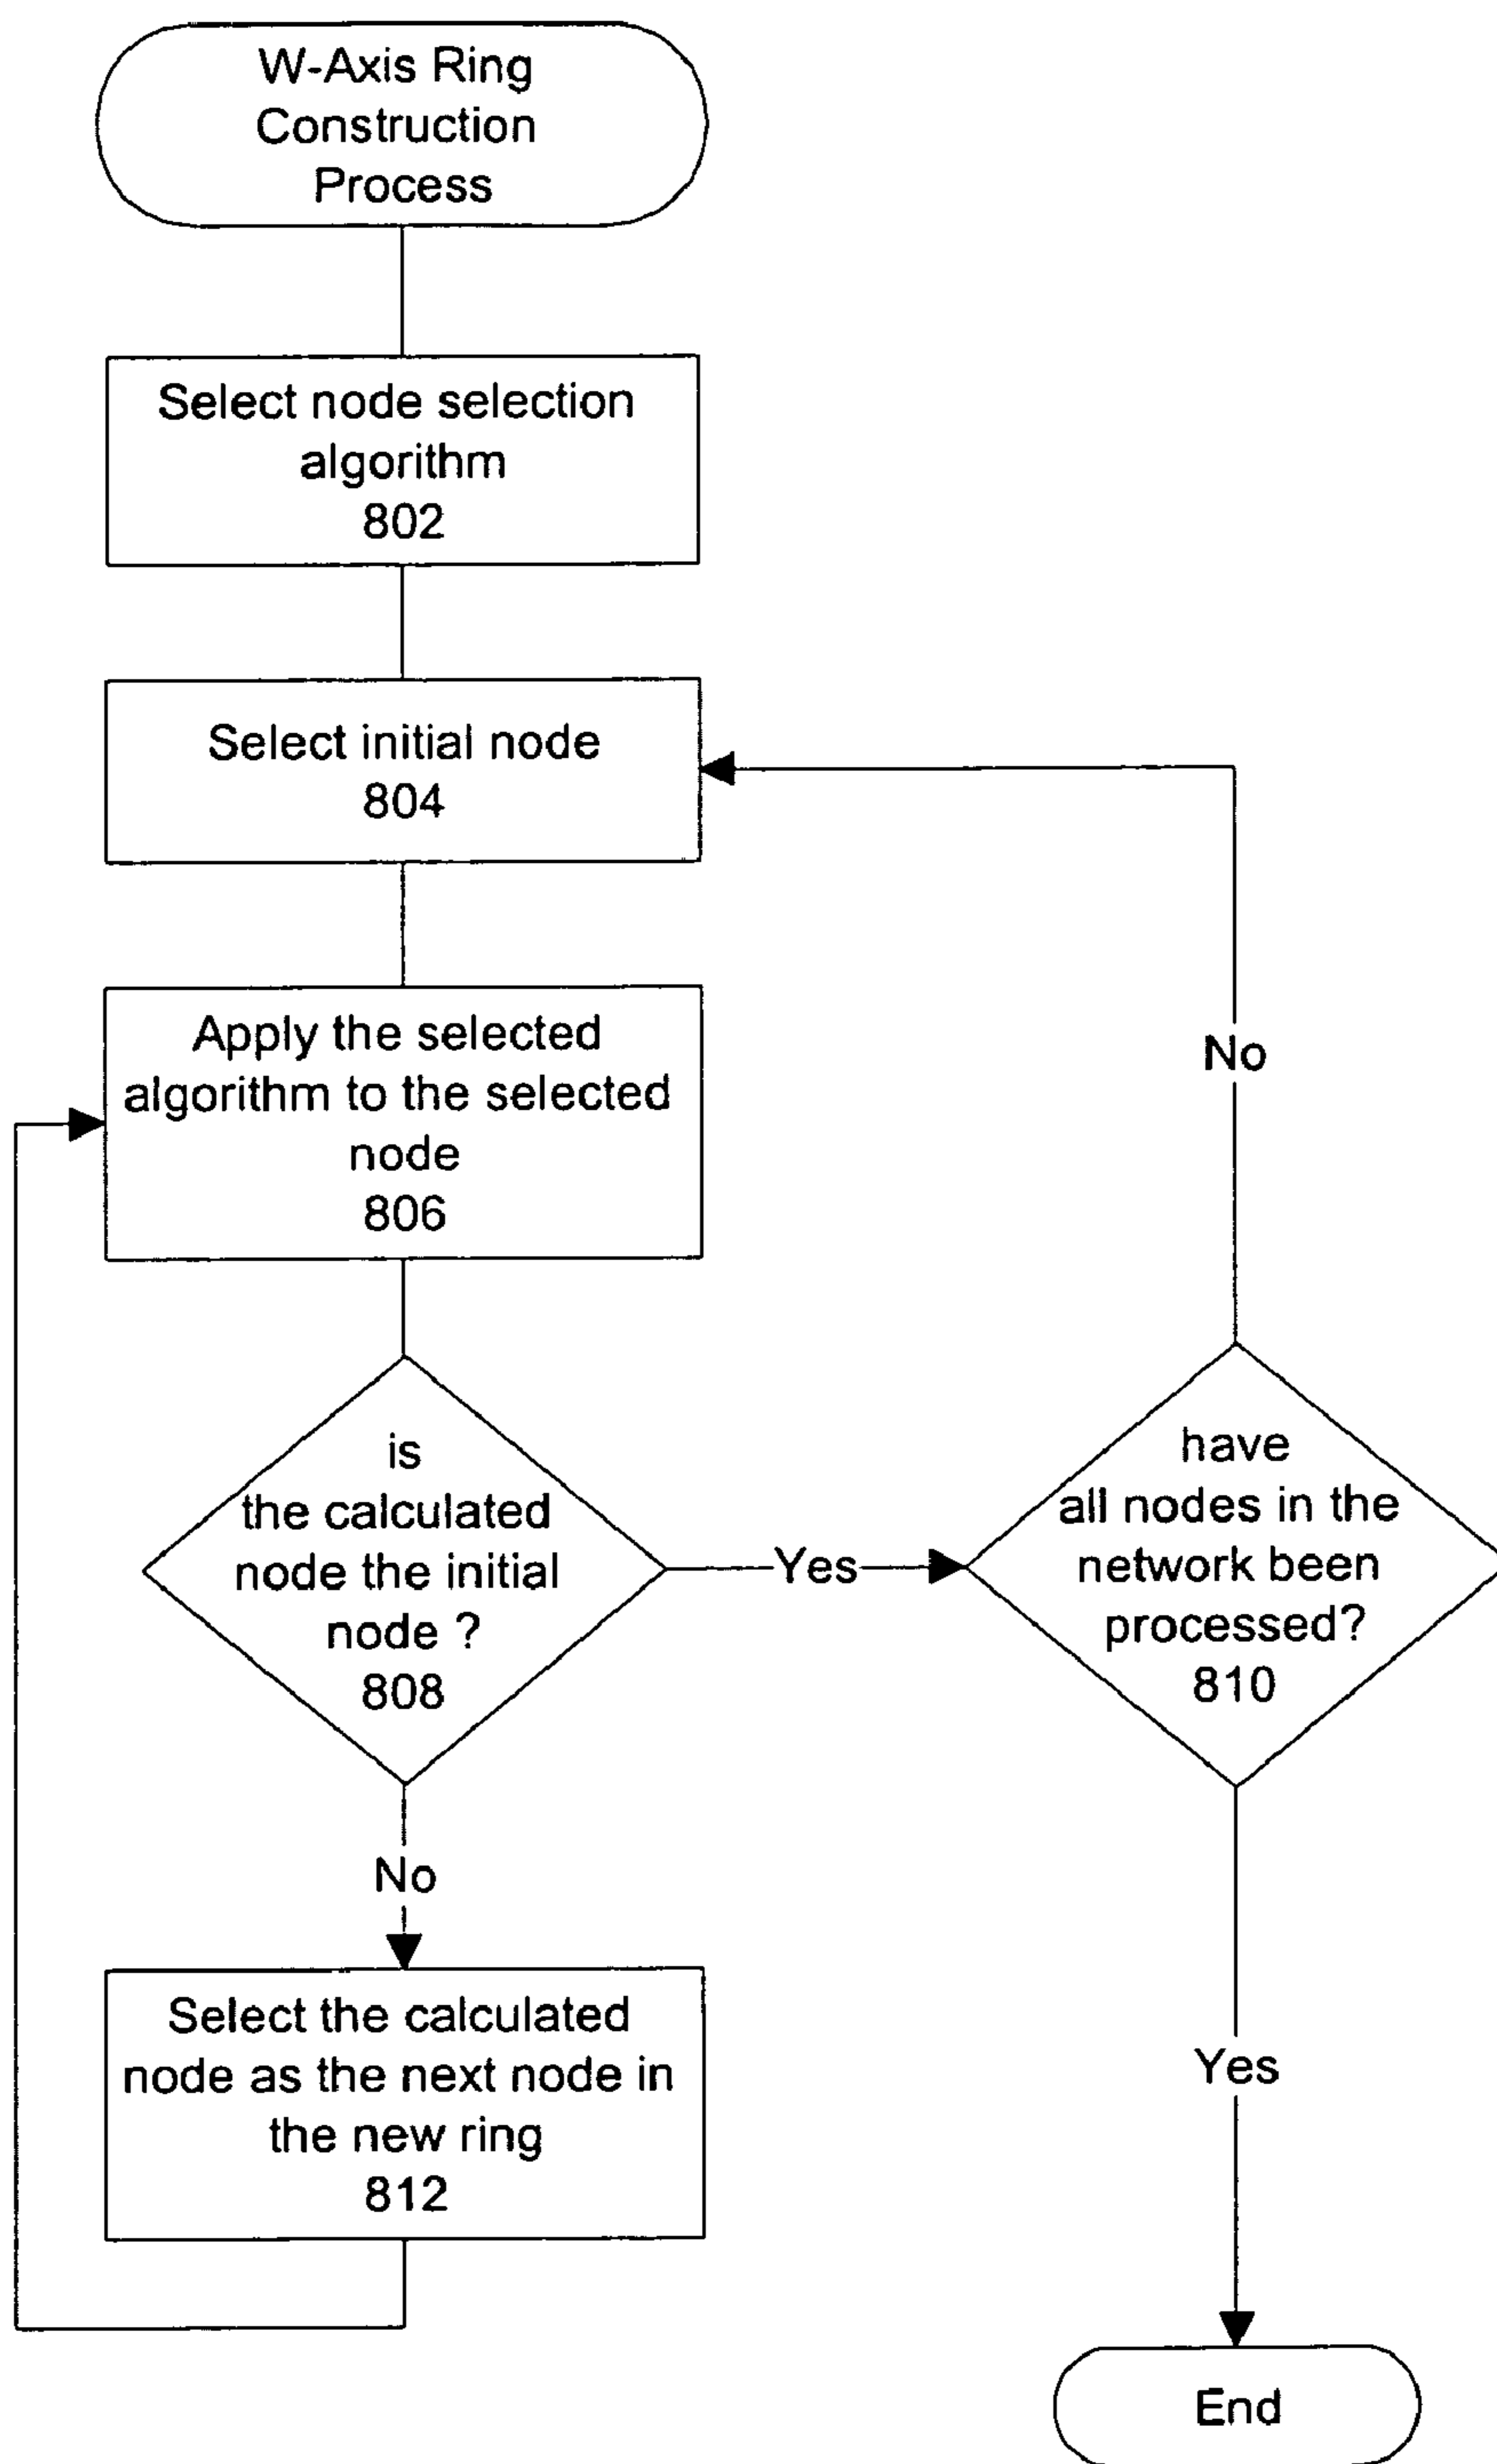 W-Axis Ring
Construction
Process
Select node selection
algorithm
802
Select initial node
804
Apply the selected
algorithm to the selected
node
806
No
is
the calculated
node the initial
node ?
808
Yes
have
all nodes in the
network been
processed?
810
No
Select the calculated
node as the next node in
the new ring
812
Yes
End